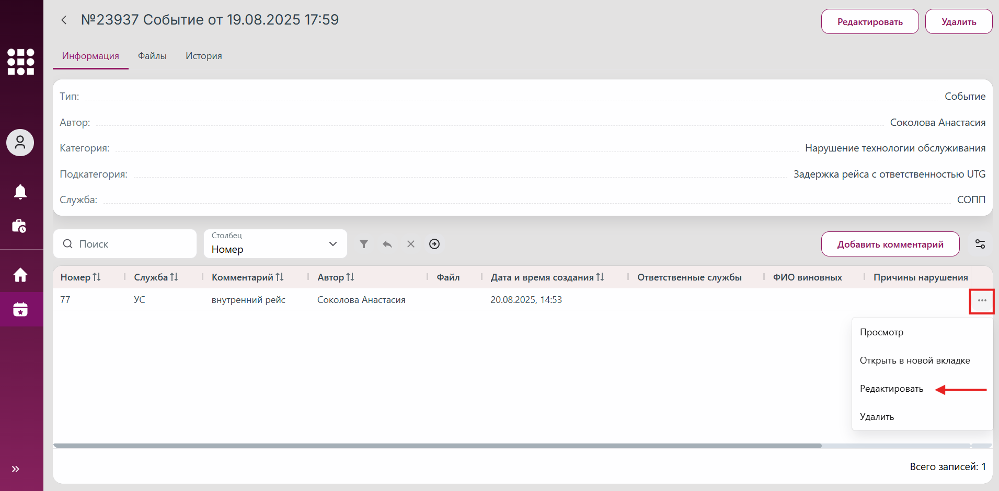 №23937 Событие от 19.08.2025 17:59
Редактировать
Удалить
Информация
Файлы
История
Тип: Событие
Автор: Соколова Анастасия
Категория: Нарушение технологии обслуживания
Подкатегория: Задержка рейса с ответственностью UTG
Служба: СОПП
Поиск
Столбец
Номер
Добавить комментарий
Номер Служба Комментарий Автор Файл Дата и время создания Ответственные службы ФИО виновных Причины нарушения
77 УС внутренний рейс Соколова Анастасия 20.08.2025, 14:53
Просмотр
Открыть в новой вкладке
Редактировать
Удалить
Всего записей: 1